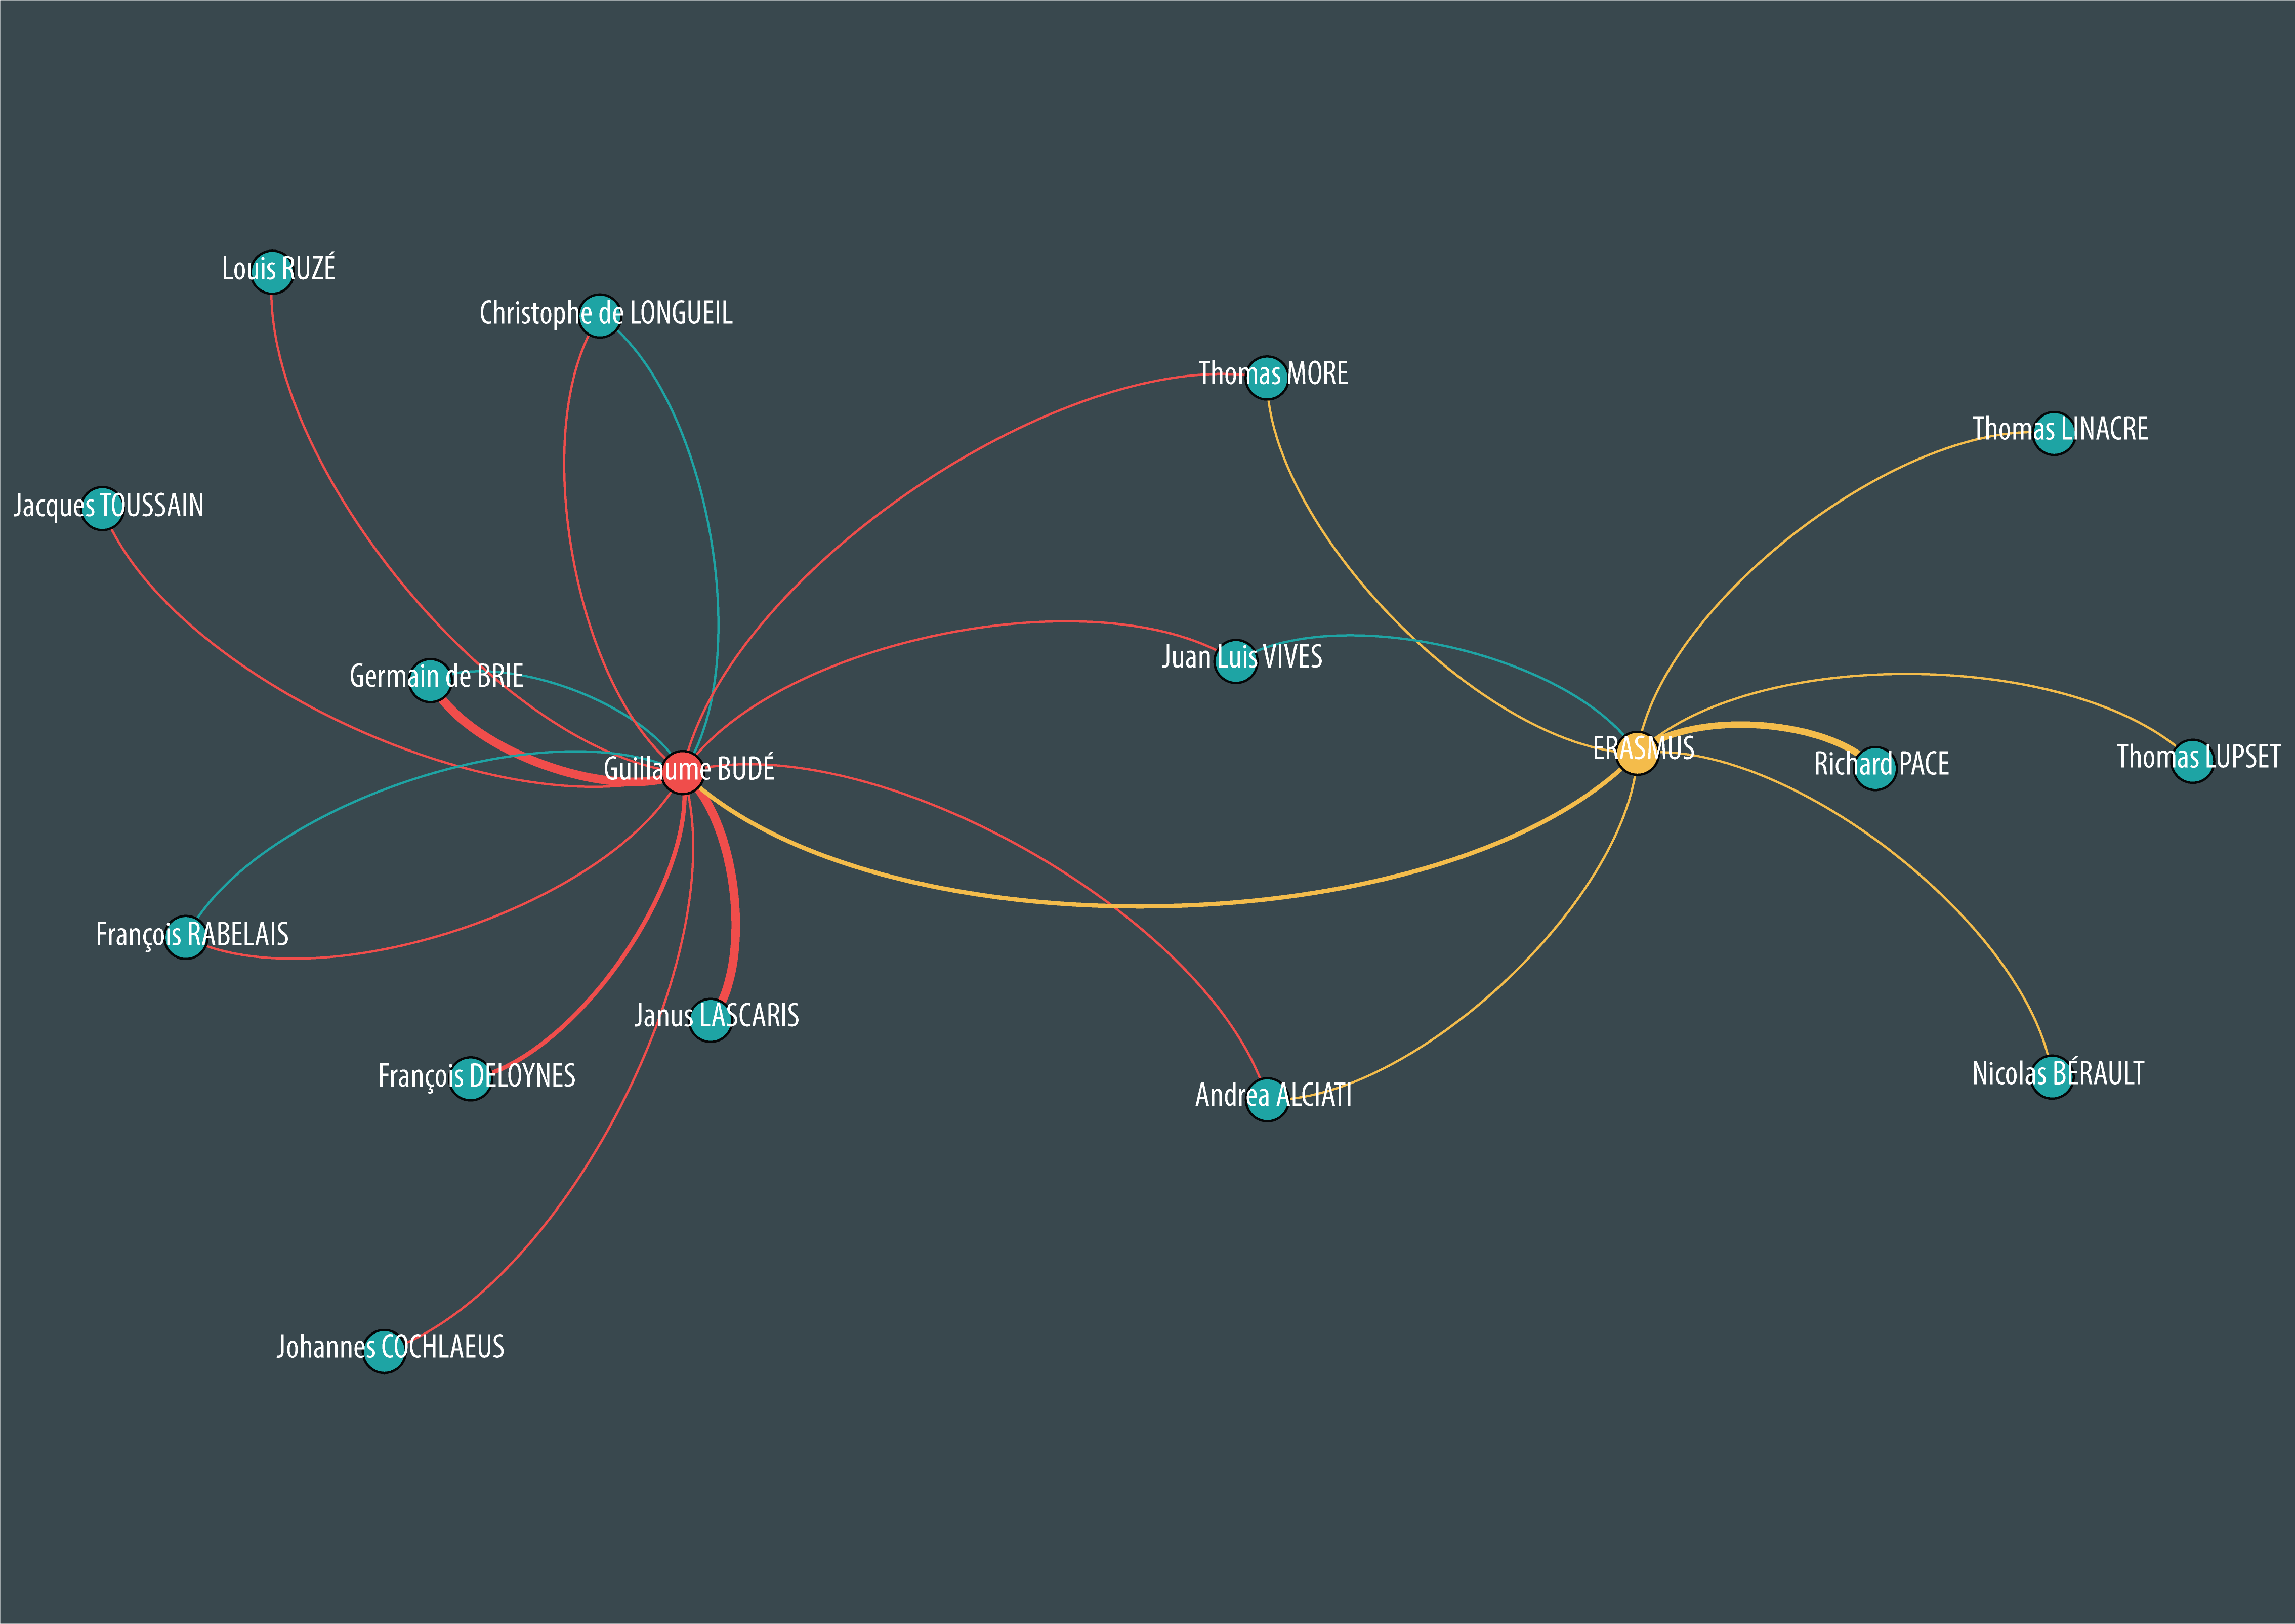 Louis RUZÉ
Christophe de LONGUEIL
Thomas MORE
Thomas LINACRE
Jacques TOUSSAIN
Juan Luis VIVES
Germain de BRIE
ERASMUS
Thomas LUPSET
Richard PACE
Guillaume BUDÉ
François RABELAIS
Janus LASCARIS
François DELOYNES
Nicolas BÉRAULT
Andrea ALCIATI
Johannes COCHLAEUS